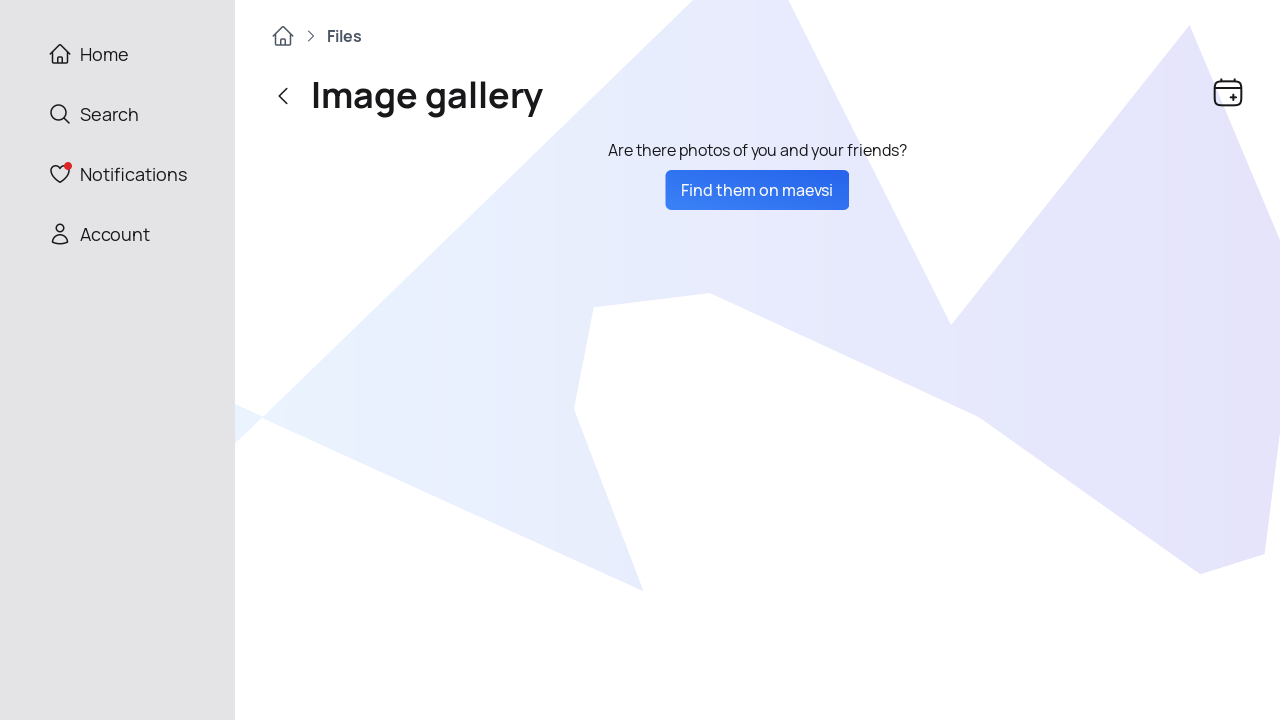 Home
Search
Notifications
Account
Files
Image gallery
Are there photos of you and your friends?
Find them on maevsi